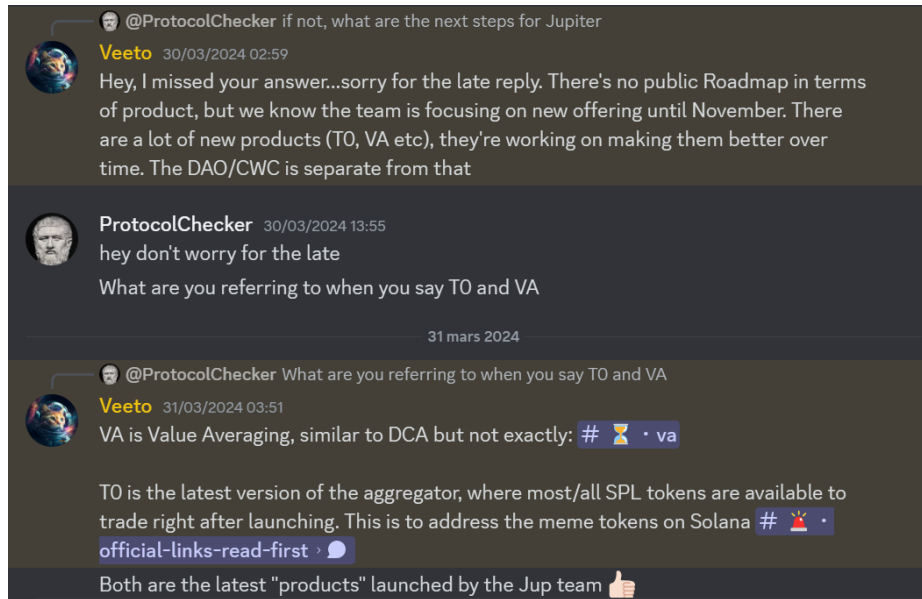 @ProtocolChecker if not, what are the next steps for Jupiter
Veeto 30/03/2024 02:59
Hey, I missed your answer...sorry for the late reply. There's no public Roadmap in terms
of product, but we know the team is focusing on new offering until November. There
are a lot of new products (T0, VA etc), they're working on making them better over
time. The DAO/CWC is separate from that
ProtocolChecker 30/03/2024 13:55
hey don't worry for the late
What are you referring to when you say T0 and VA
31 mars 2024
@ProtocolChecker What are you referring to when you say T0 and VA
Veeto 31/03/2024 03:51
VA is Value Averaging, similar to DCA but not exactly: # ⏳ · va
T0 is the latest version of the aggregator, where most/all SPL tokens are available to
trade right after launching. This is to address the meme tokens on Solana # 🚨 ·
official-links-read-first ›
Both are the latest "products" launched by the Jup team 👍